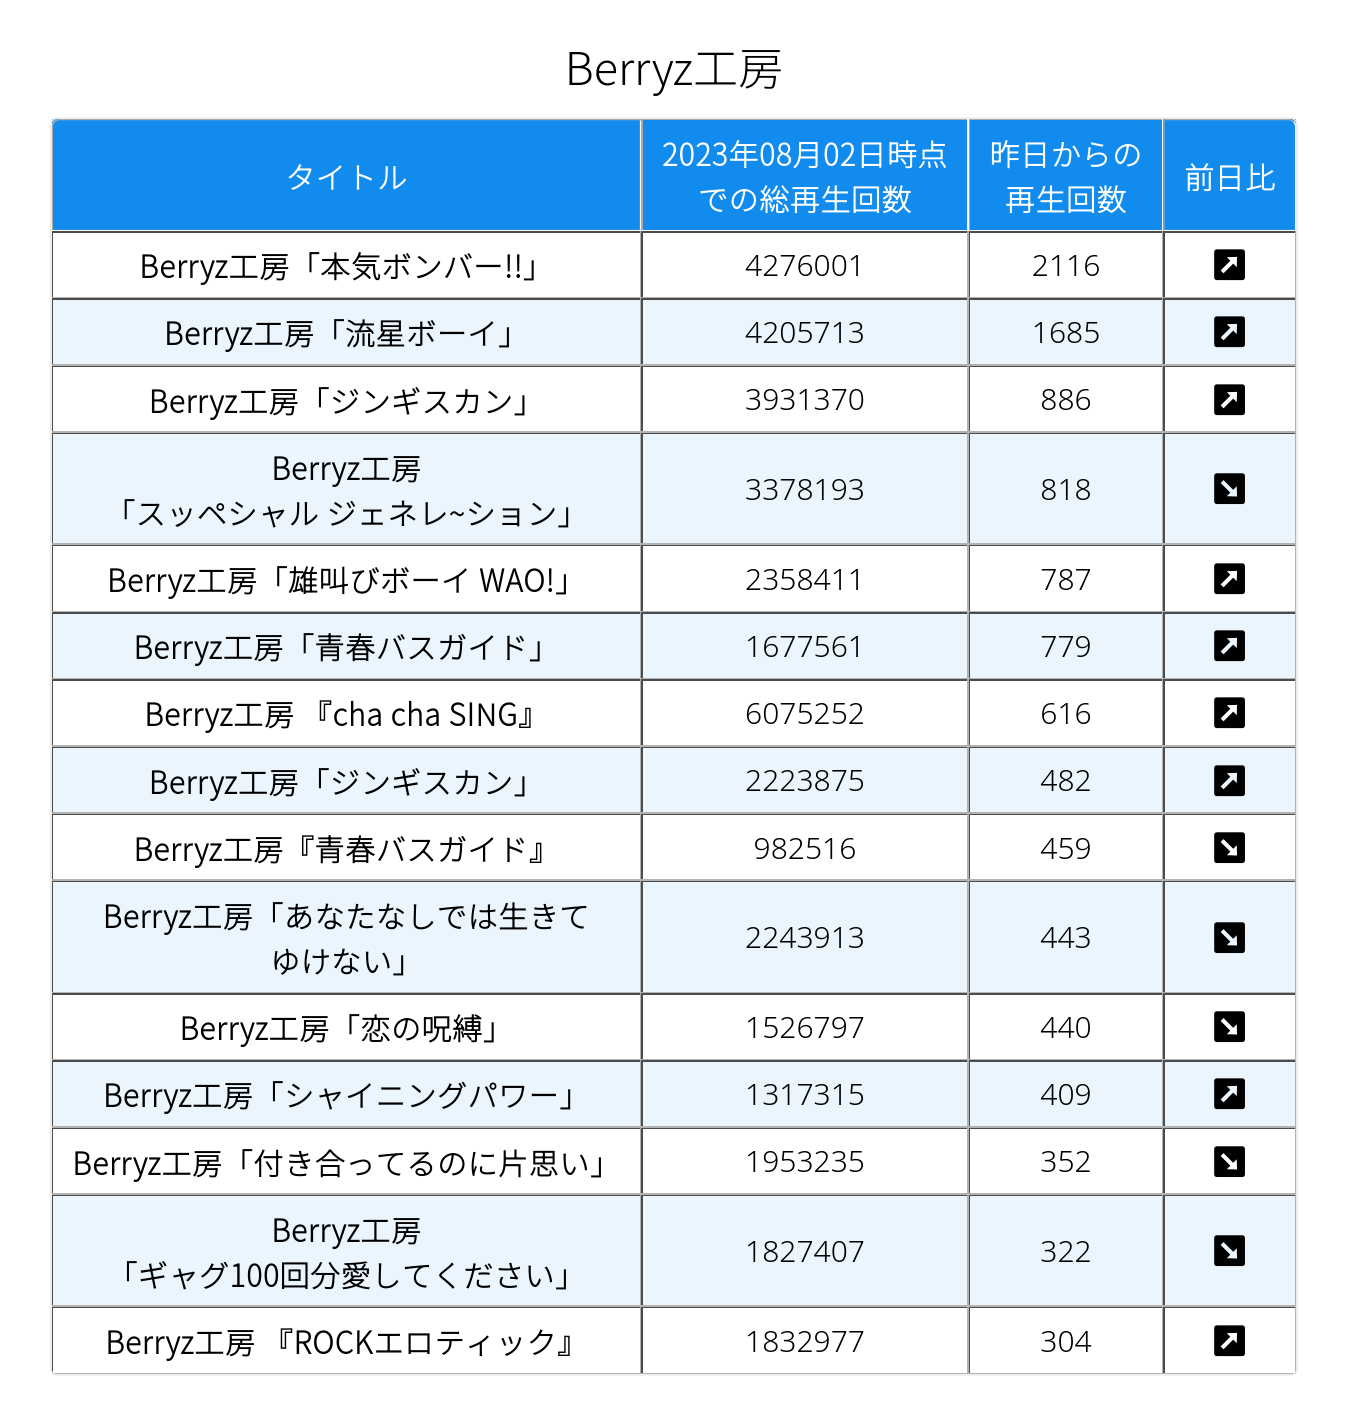 Berryz工房
タイトル
2023年08月02日時点
での総再生回数
昨日からの
再生回数
前日比
Berryz工房「本気ボンバー!!」 4276001 2116
Berryz工房「流星ボーイ」 4205713 1685
Berryz工房「ジンギスカン」 3931370 886
Berryz工房
「スッペシャル ジェネレ~ション」 3378193 818
Berryz工房「雄叫びボーイ WAO!」 2358411 787
Berryz工房「青春バスガイド」 1677561 779
Berryz工房 『cha cha SING』 6075252 616
Berryz工房「ジンギスカン」 2223875 482
Berryz工房『青春バスガイド』 982516 459
Berryz工房「あなたなしでは生きて
ゆけない」 2243913 443
Berryz工房「恋の呪縛」 1526797 440
Berryz工房「シャイニングパワー」 1317315 409
Berryz工房「付き合ってるのに片思い」 1953235 352
Berryz工房
「ギャグ100回分愛してください」 1827407 322
Berryz工房 『ROCKエロティック』 1832977 304